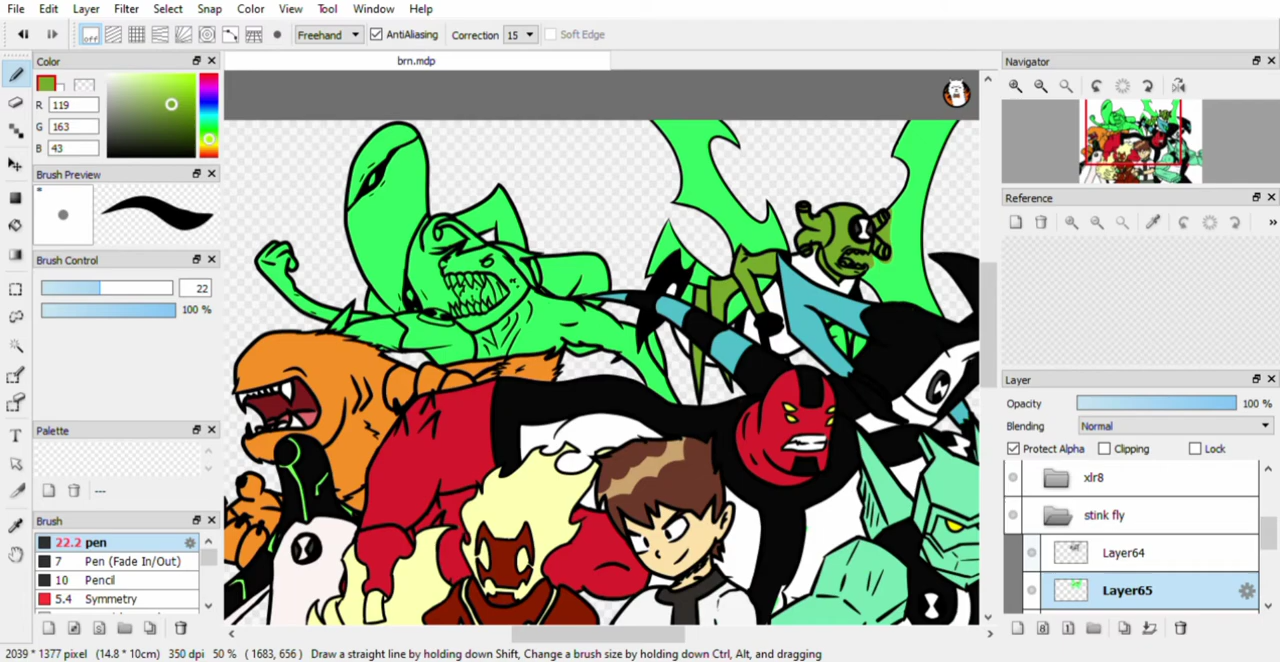 File Edit Layer Filter Select Snap Color View Tool Window Help
off Freehand AntiAliasing Correction 15 Soft Edge
Color
R 119
G 163
B 43
Brush Preview
Brush Control
22
100 %
Palette
---
Brush
22.2 pen
7 Pen (Fade In/Out)
10 Pencil
5.4 Symmetry
brn.mdp
Navigator
Reference
»
Layer
Opacity 100 %
Blending Normal
Protect Alpha Clipping Lock
xlr8
stink fly
Layer64
Layer65
2039 * 1377 pixel (14.8 * 10cm) 350 dpi 50 % ( 1683, 656 ) Draw a straight line by holding down Shift, Change a brush size by holding down Ctrl, Alt, and dragging